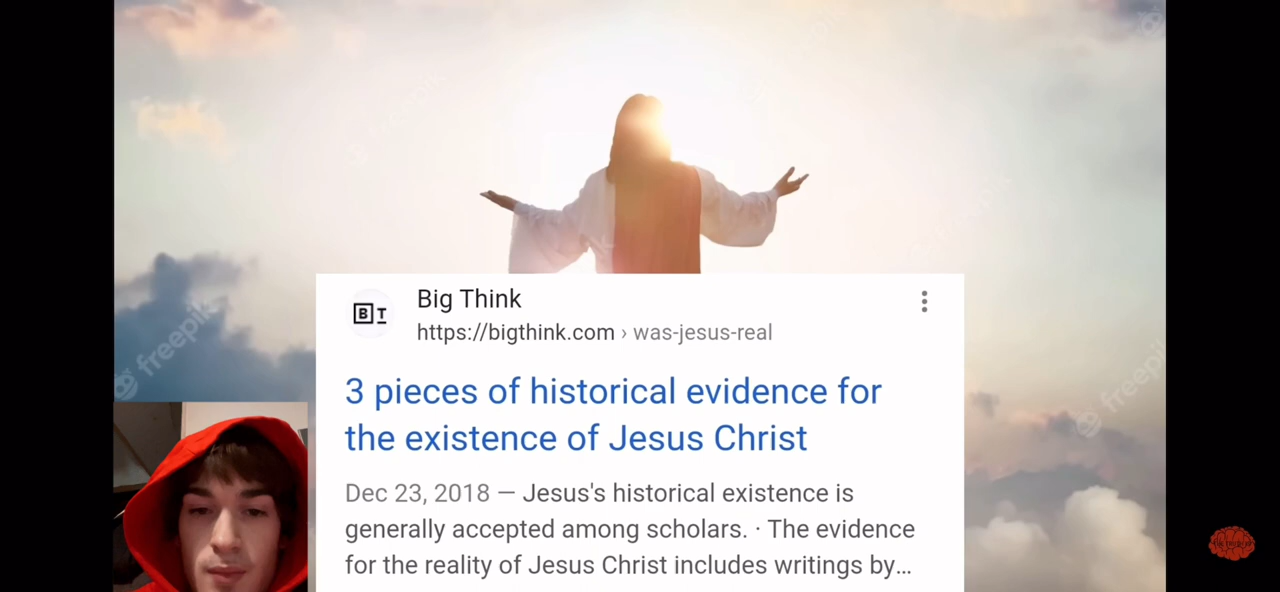 Big Think
BT
https://bigthink.com › was-jesus-real
3 pieces of historical evidence for
the existence of Jesus Christ
Dec 23, 2018 — Jesus's historical existence is
generally accepted among scholars. · The evidence
for the reality of Jesus Christ includes writings by...
freepik